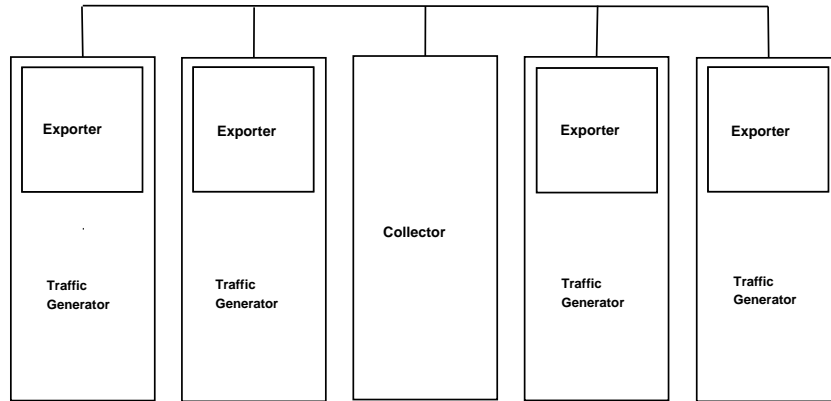 Exporter
Exporter
Exporter
Exporter
Collector
Traffic
Generator
Traffic
Generator
Traffic
Generator
Traffic
Generator